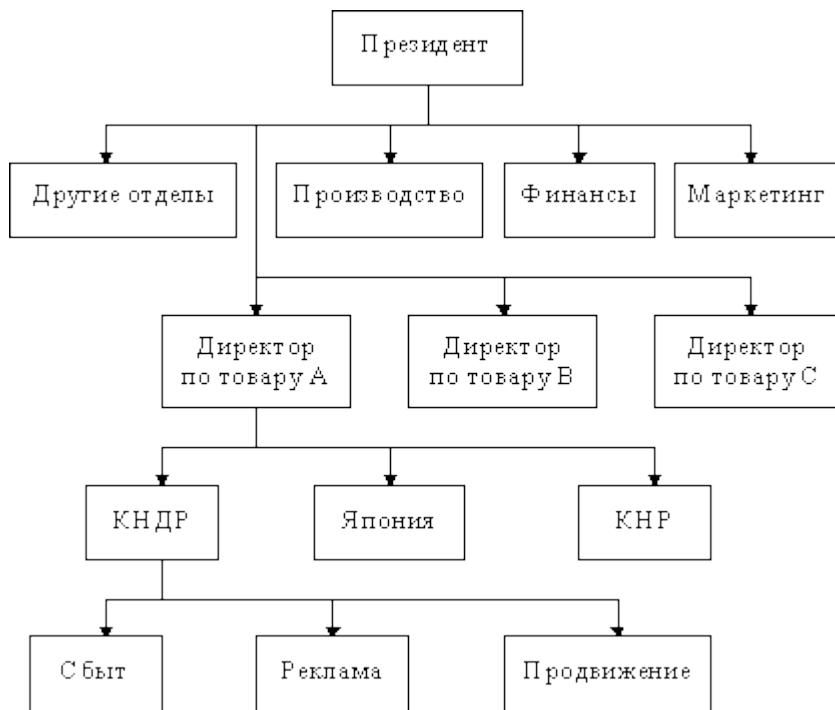 Президент
Другие отделы
Производство
Финансы
Маркетинг
Директор
по товару А
Директор
по товару В
Директор
по товару С
КНДР
Япония
КНР
Сбыт
Реклама
Продвижение